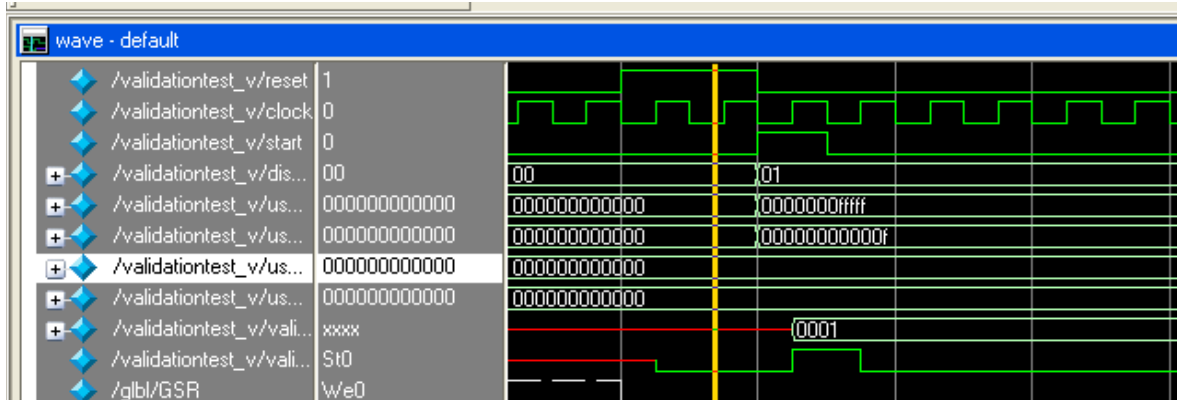 wave - default
/validationtest_v/reset 1
/validationtest_v/clock 0
/validationtest_v/start 0
/validationtest_v/dis... 00 00 01
/validationtest_v/us... 000000000000 000000000000 0000000fffff
/validationtest_v/us... 000000000000 000000000000 00000000000f
/validationtest_v/us... 000000000000 000000000000
/validationtest_v/us... 000000000000 000000000000
/validationtest_v/vali... xxxx 0001
/validationtest_v/vali... St0
/glbl/GSR We0